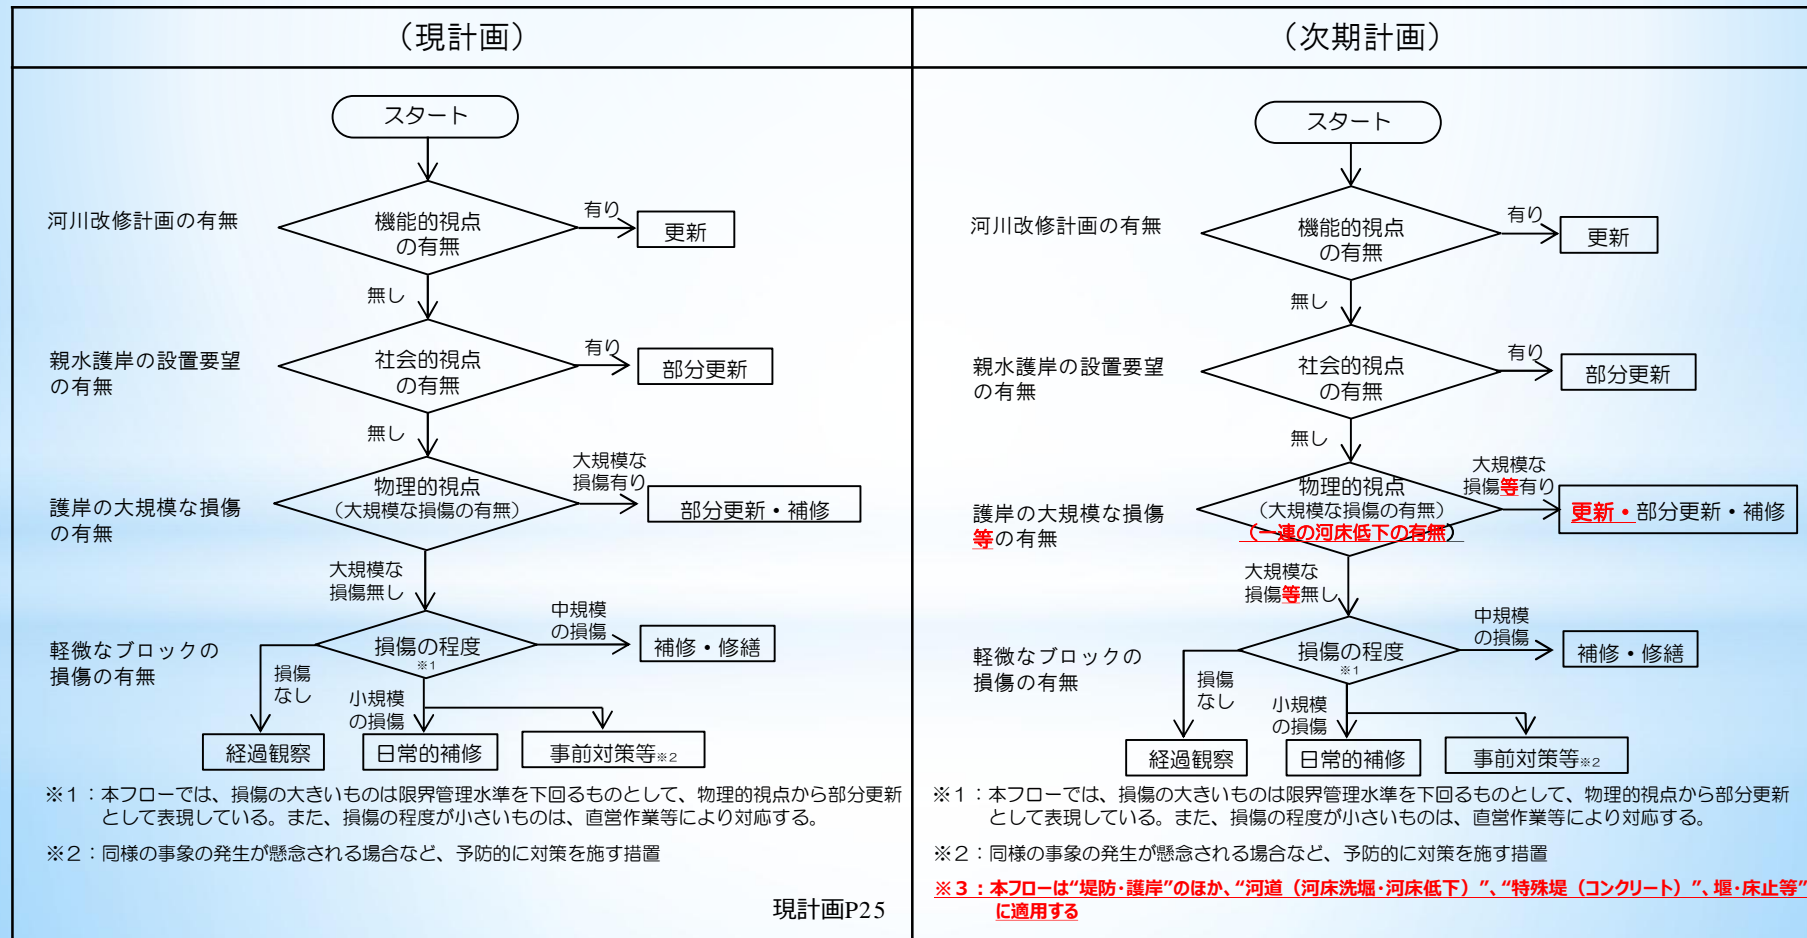 (現計画)
スタート
河川改修計画の有無
機能的視点
の有無
有り
更新
無し
親水護岸の設置要望
の有無
社会的視点
の有無
有り
部分更新
無し
護岸の大規模な損傷
の有無
物理的視点
(大規模な損傷の有無)
大規模な
損傷有り
部分更新・補修
大規模な
損傷無し
軽微なブロックの
損傷の有無
損傷の程度
※1
中規模
の損傷
補修・修繕
損傷
なし
小規模
の損傷
経過観察
日常的補修
事前対策等※2
※1:本フローでは、損傷の大きいものは限界管理水準を下回るものとして、物理的視点から部分更新
として表現している。また、損傷の程度が小さいものは、直営作業等により対応する。
※2:同様の事象の発生が懸念される場合など、予防的に対策を施す措置
現計画P25
(次期計画)
スタート
河川改修計画の有無
機能的視点
の有無
有り
更新
無し
親水護岸の設置要望
の有無
社会的視点
の有無
有り
部分更新
無し
護岸の大規模な損傷
等の有無
物理的視点
(大規模な損傷の有無)
(一連の河床低下の有無)
大規模な
損傷等有り
更新・部分更新・補修
大規模な
損傷等無し
軽微なブロックの
損傷の有無
損傷の程度
※1
中規模
の損傷
補修・修繕
損傷
なし
小規模
の損傷
経過観察
日常的補修
事前対策等※2
※1:本フローでは、損傷の大きいものは限界管理水準を下回るものとして、物理的視点から部分更新
として表現している。また、損傷の程度が小さいものは、直営作業等により対応する。
※2:同様の事象の発生が懸念される場合など、予防的に対策を施す措置
※3:本フローは“堤防・護岸”のほか、“河道(河床洗堀・河床低下)”、“特殊堤(コンクリート)”、堰・床止等”
に適用する